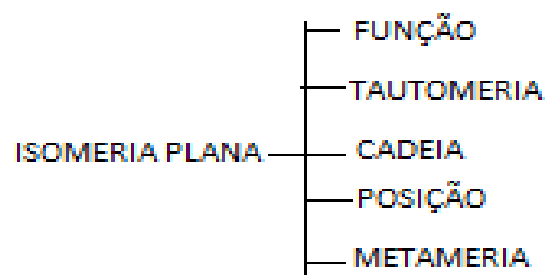 FUNÇÃO
TAUTOMERIA
ISOMERIA PLANA
CADEIA
POSIÇÃO
METAMERIA